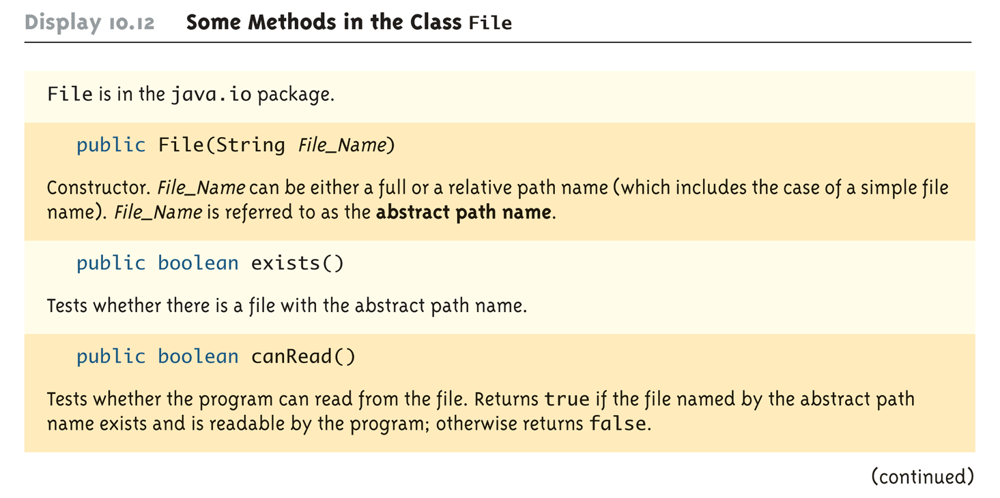 Display 10.12 Some Methods in the Class File
File is in the java.io package.
public File(String File_Name)
Constructor. File_Name can be either a full or a relative path name (which includes the case of a simple file
name). File_Name is referred to as the abstract path name.
public boolean exists()
Tests whether there is a file with the abstract path name.
public boolean canRead()
Tests whether the program can read from the file. Returns true if the file named by the abstract path
name exists and is readable by the program; otherwise returns false.
(continued)